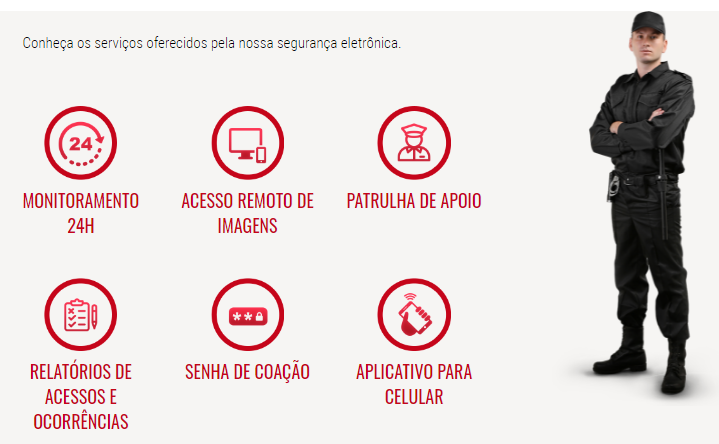 Conheça os serviços oferecidos pela nossa segurança eletrônica.
24
MONITORAMENTO
24H
ACESSO REMOTO DE
IMAGENS
PATRULHA DE APOIO
RELATÓRIOS DE
ACESSOS E
OCORRÊNCIAS
**
SENHA DE COAÇÃO
APLICATIVO PARA
CELULAR